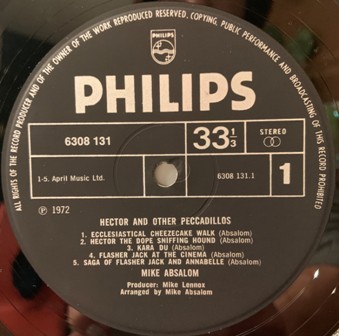 ALL RIGHTS OF THE RECORD PRODUCER AND OF THE OWNER OF THE WORK REPRODUCED RESERVED. COPYING, PUBLIC PERFORMANCE AND BROADCASTING OF THIS RECORD PROHIBITED
PHILIPS
PHILIPS
6308 131
33 1/3
STEREO
1-5. April Music Ltd.
6308 131.1
1
℗ 1972
HECTOR AND OTHER PECCADILLOS
1. ECCLESIASTICAL CHEEZECAKE WALK (Absalom)
2. HECTOR THE DOPE SNIFFING HOUND (Absalom)
3. KARA DU (Absalom)
4. FLASHER JACK AT THE CINEMA (Absalom)
5. SAGA OF FLASHER JACK AND ANNABELLE (Absalom)
MIKE ABSALOM
Producer: Mike Lennox
Arranged by Mike Absalom